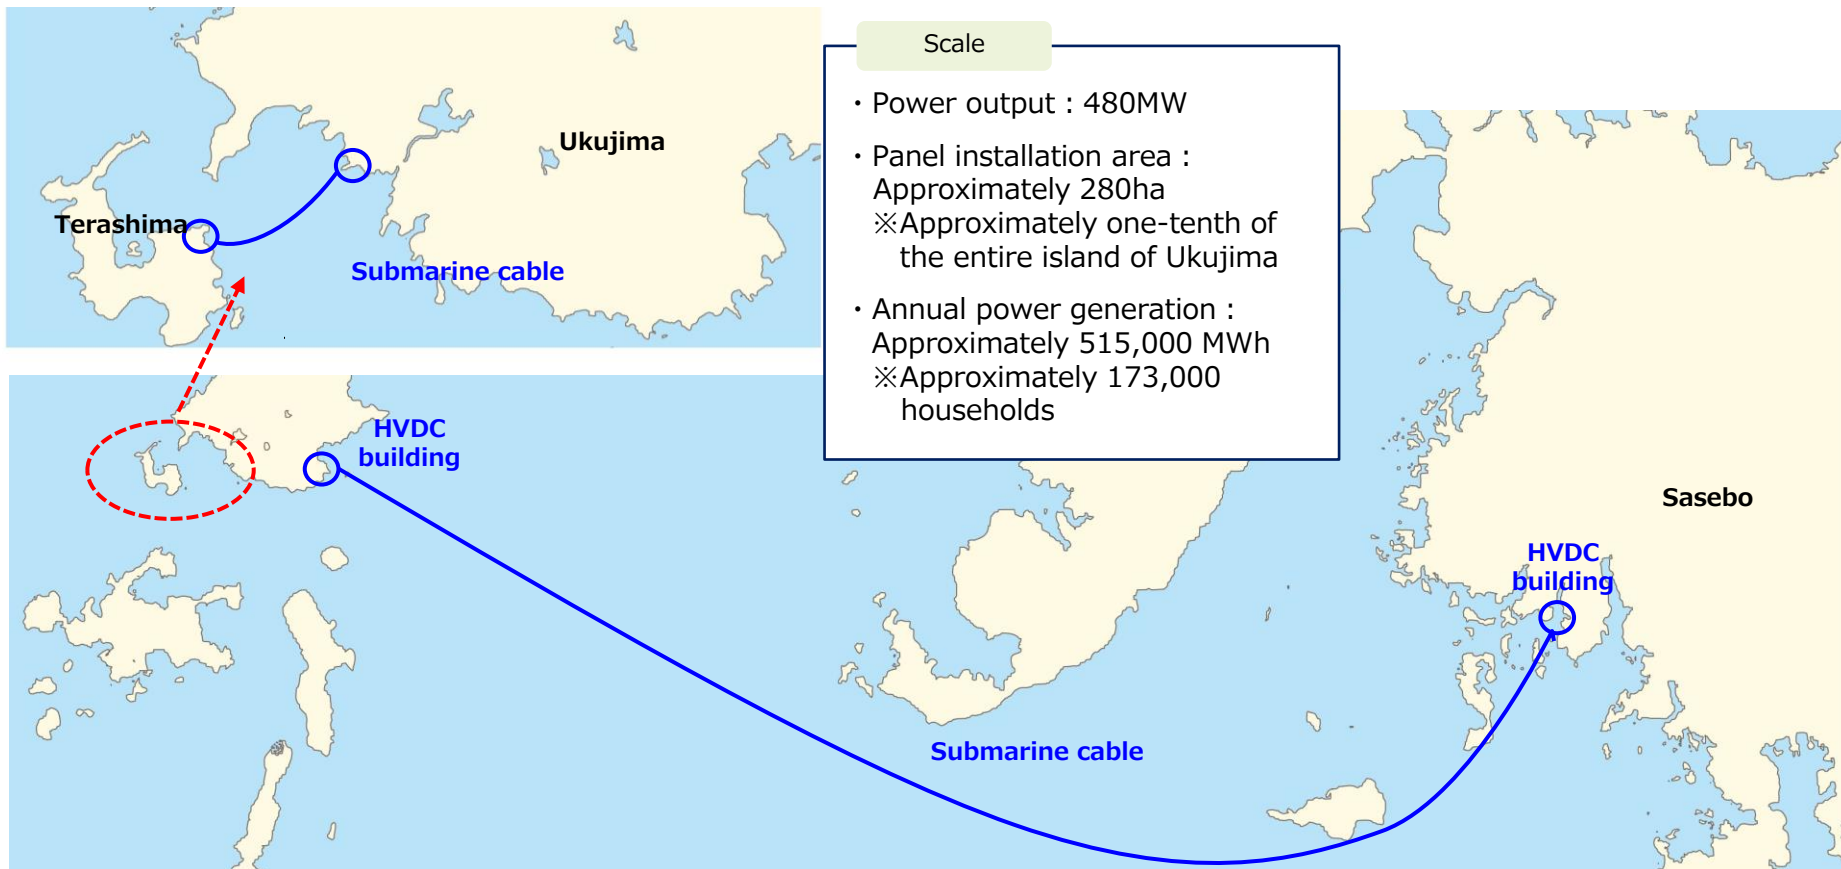 Scale
・Power output : 480MW
・Panel installation area :
Approximately 280ha
※Approximately one-tenth of
the entire island of Ukujima
・Annual power generation :
Approximately 515,000 MWh
※Approximately 173,000
households
Ukujima
Terashima
Submarine cable
HVDC
building
Sasebo
HVDC
building
Submarine cable